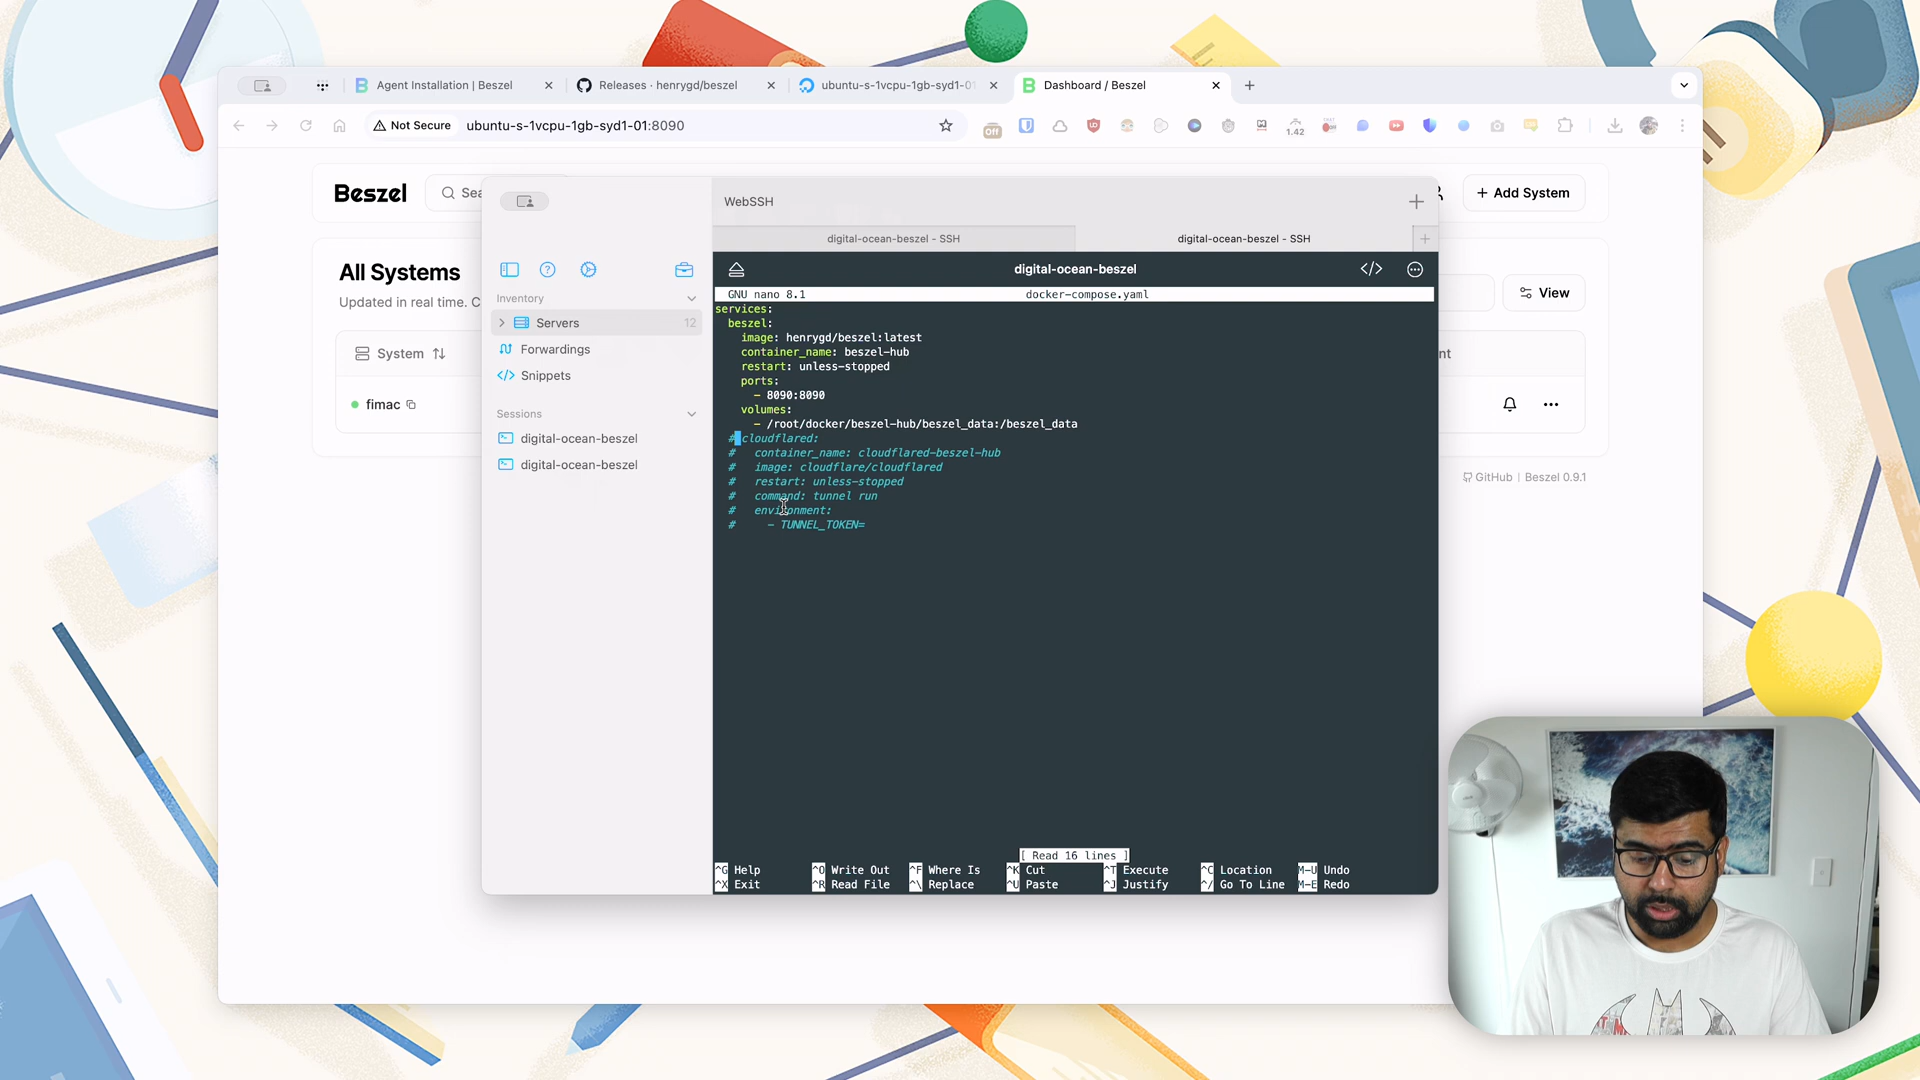 Agent Installation | Beszel
Releases · henrygd/beszel
ubuntu-s-1vcpu-1gb-syd1-01
Dashboard / Beszel
Not Secure
ubuntu-s-1vcpu-1gb-syd1-01:8090
Off
1.42
Beszel
Sea
+ Add System
All Systems
Updated in real time. C
View
System
nt
fimac
GitHub | Beszel 0.9.1
WebSSH
digital-ocean-beszel - SSH
digital-ocean-beszel - SSH
digital-ocean-beszel
Inventory
Servers 12
Forwardings
Snippets
Sessions
digital-ocean-beszel
digital-ocean-beszel
GNU nano 8.1 docker-compose.yaml
services:
beszel:
image: henrygd/beszel:latest
container_name: beszel-hub
restart: unless-stopped
ports:
- 8090:8090
volumes:
- /root/docker/beszel-hub/beszel_data:/beszel_data
# cloudflared:
# container_name: cloudflared-beszel-hub
# image: cloudflare/cloudflared
# restart: unless-stopped
# command: tunnel run
# environment:
# - TUNNEL_TOKEN=
[ Read 16 lines ]
^G Help ^O Write Out ^F Where Is ^K Cut ^T Execute ^C Location M-U Undo
^X Exit ^R Read File ^\ Replace ^U Paste ^J Justify ^/ Go To Line M-E Redo